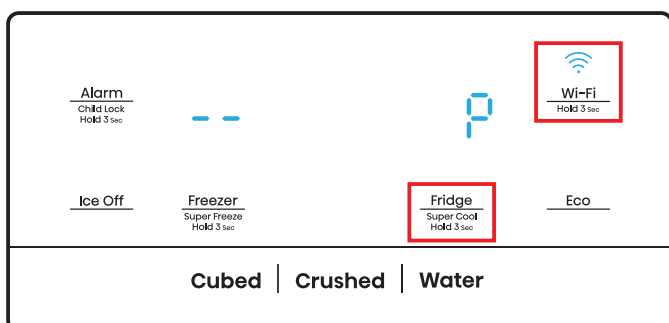 Alarm
Child Lock
Hold 3 Sec
-- P
Wi-Fi
Hold 3 Sec
Ice Off
Freezer
Super Freeze
Hold 3 Sec
Fridge
Super Cool
Hold 3 Sec
Eco
Cubed | Crushed | Water